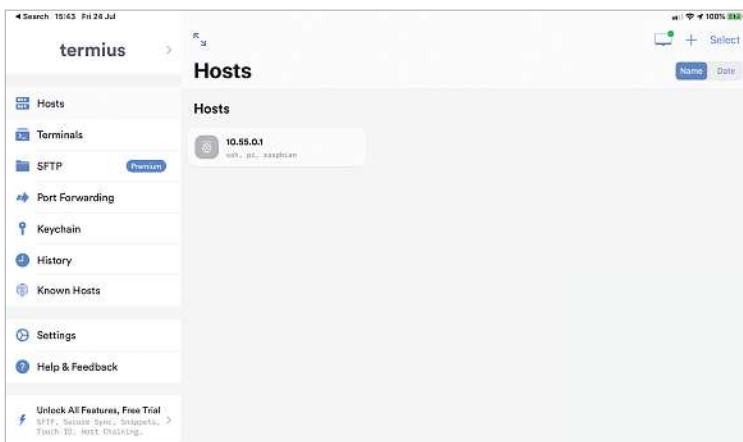 Search 15:43 Fri 24 Jul
100%
termius
Select
Hosts
Name Date
Hosts
Hosts
Terminals
10.55.0.1
ssh, pi, raspbian
SFTP Premium
Port Forwarding
Keychain
History
Known Hosts
Settings
Help & Feedback
Unlock All Features, Free Trial
SFTP, Secure Sync, Snippets,
Touch ID, Host Chaining…